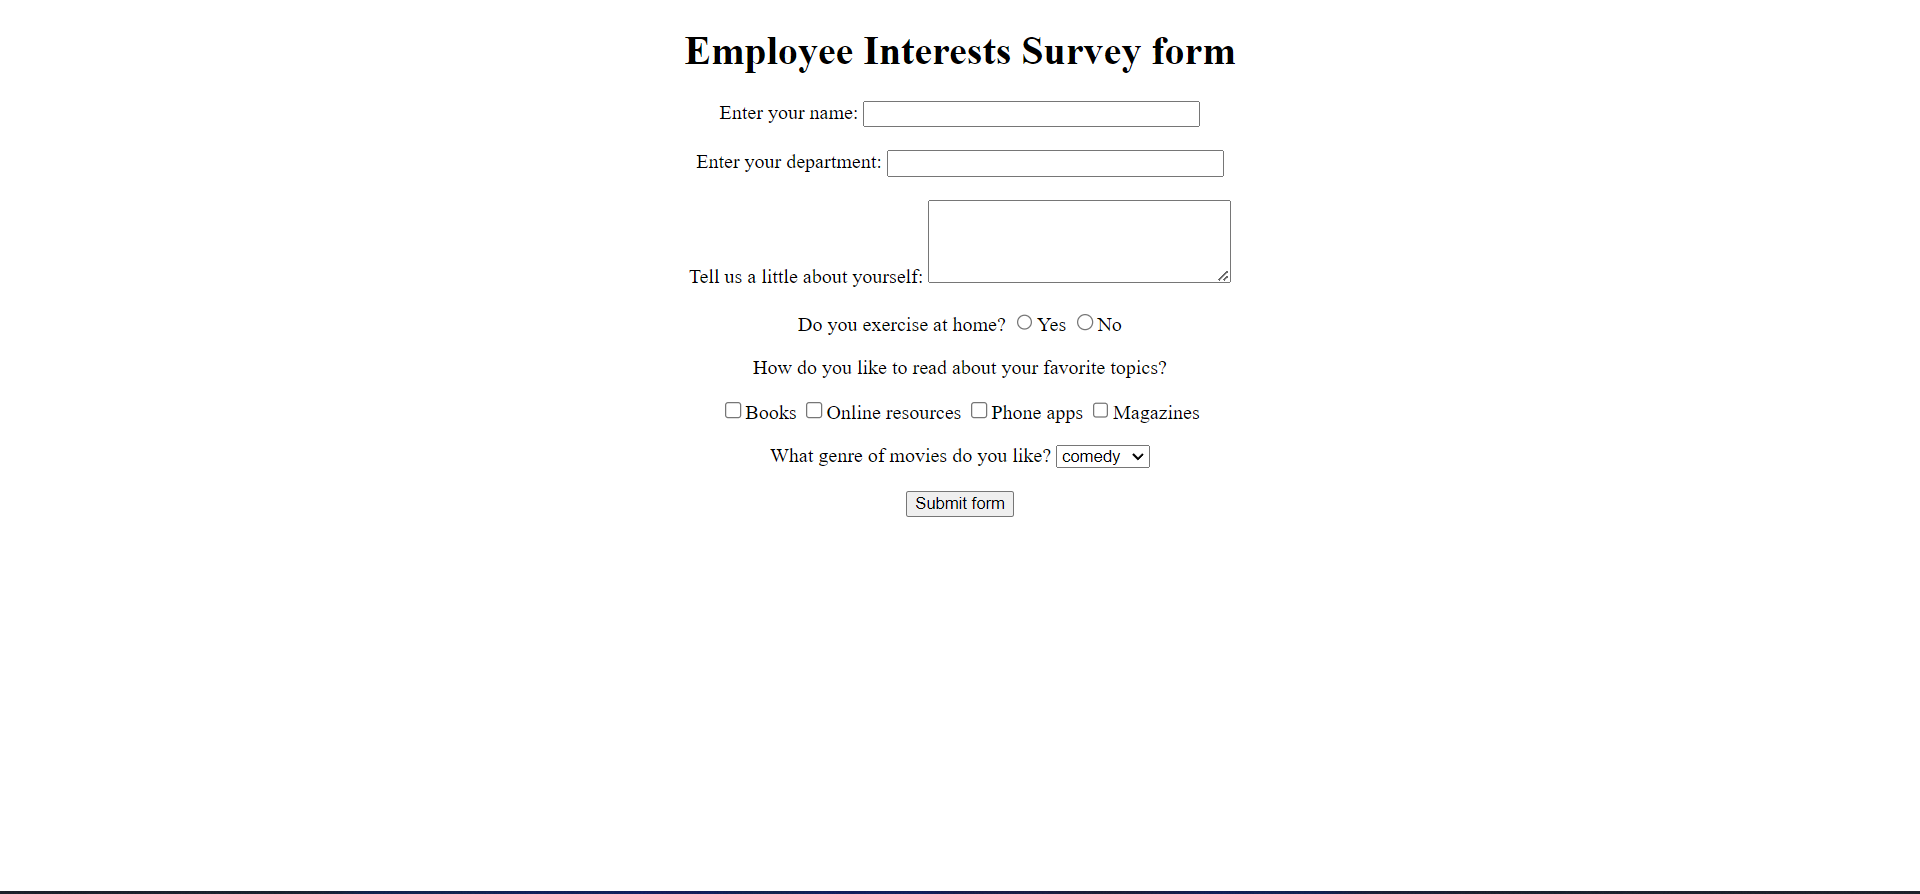 Employee Interests Survey form
Enter your name:
Enter your department:
Tell us a little about yourself:
Do you exercise at home? Yes No
How do you like to read about your favorite topics?
Books Online resources Phone apps Magazines
What genre of movies do you like? comedy
Submit form